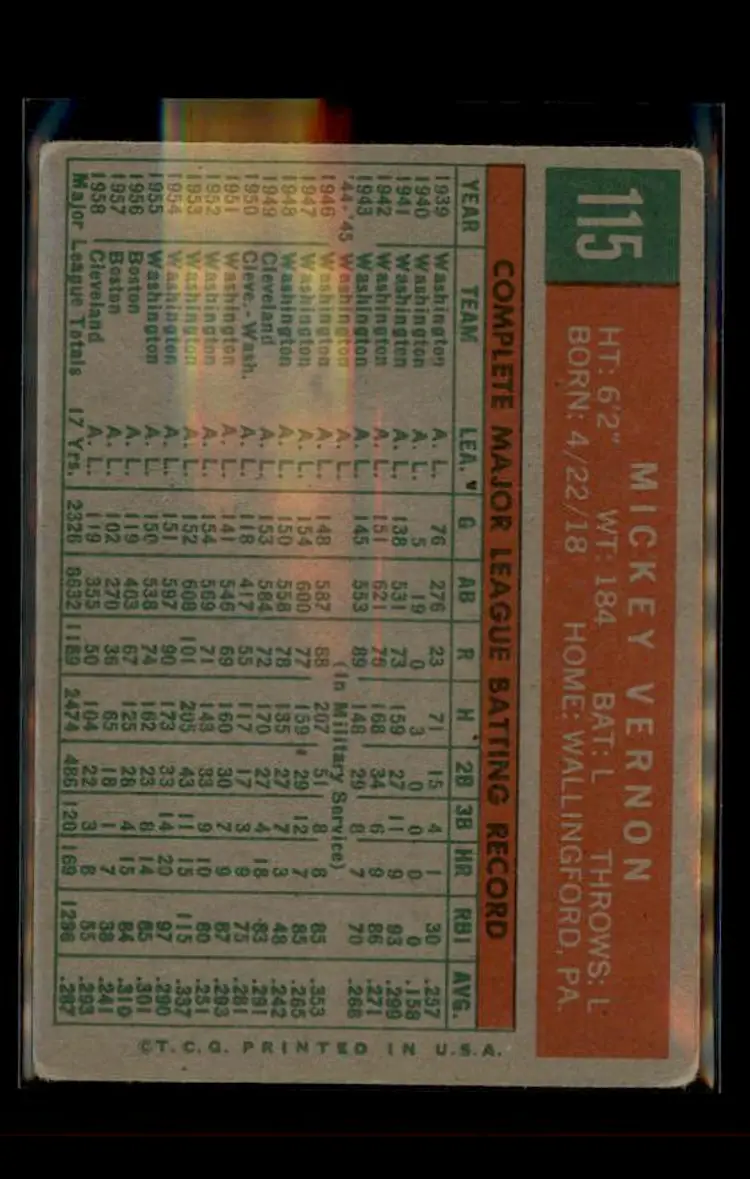 115
MICKEY VERNON
HT: 6'2" WT: 184 BAT: L THROWS: L
BORN: 4/22/18 HOME: WALLINGFORD, PA.
COMPLETE MAJOR LEAGUE BATTING RECORD
YEAR TEAM LEA. G AB R H 2B 3B HR RBI AVG.
1939 Washington A. L. 76 276 23 71 15 4 1 30 .257
1940 Washington A. L. 5 19 0 3 0 0 0 0 .158
1941 Washington A. L. 138 531 73 159 27 11 9 93 .299
1942 Washington A. L. 151 621 76 168 34 6 9 86 .271
1943 Washington A. L. 145 553 89 148 29 8 7 70 .268
'44-'45 Washington A. L. (In Military Service)
1946 Washington A. L. 148 587 88 207 51 8 8 85 .353
1947 Washington A. L. 154 600 77 159 29 12 7 85 .265
1948 Washington A. L. 150 558 78 135 27 7 3 48 .242
1949 Cleveland A. L. 153 584 72 170 27 4 18 83 .291
1950 Cleve.-Wash. A. L. 118 417 55 117 17 3 9 75 .281
1951 Washington A. L. 141 546 69 160 30 7 9 87 .293
1952 Washington A. L. 154 569 71 143 33 9 10 80 .251
1953 Washington A. L. 152 608 101 205 43 11 15 115 .337
1954 Washington A. L. 151 597 90 173 33 14 20 97 .290
1955 Washington A. L. 150 538 74 162 23 8 14 85 .301
1956 Boston A. L. 119 403 67 125 28 4 15 84 .310
1957 Boston A. L. 102 270 36 65 18 1 7 38 .241
1958 Cleveland A. L. 119 355 50 104 22 3 8 55 .293
Major League Totals 17 Yrs. 2326 8632 1189 2474 486 120 169 1296 .287
©T.C.G. PRINTED IN U.S.A.